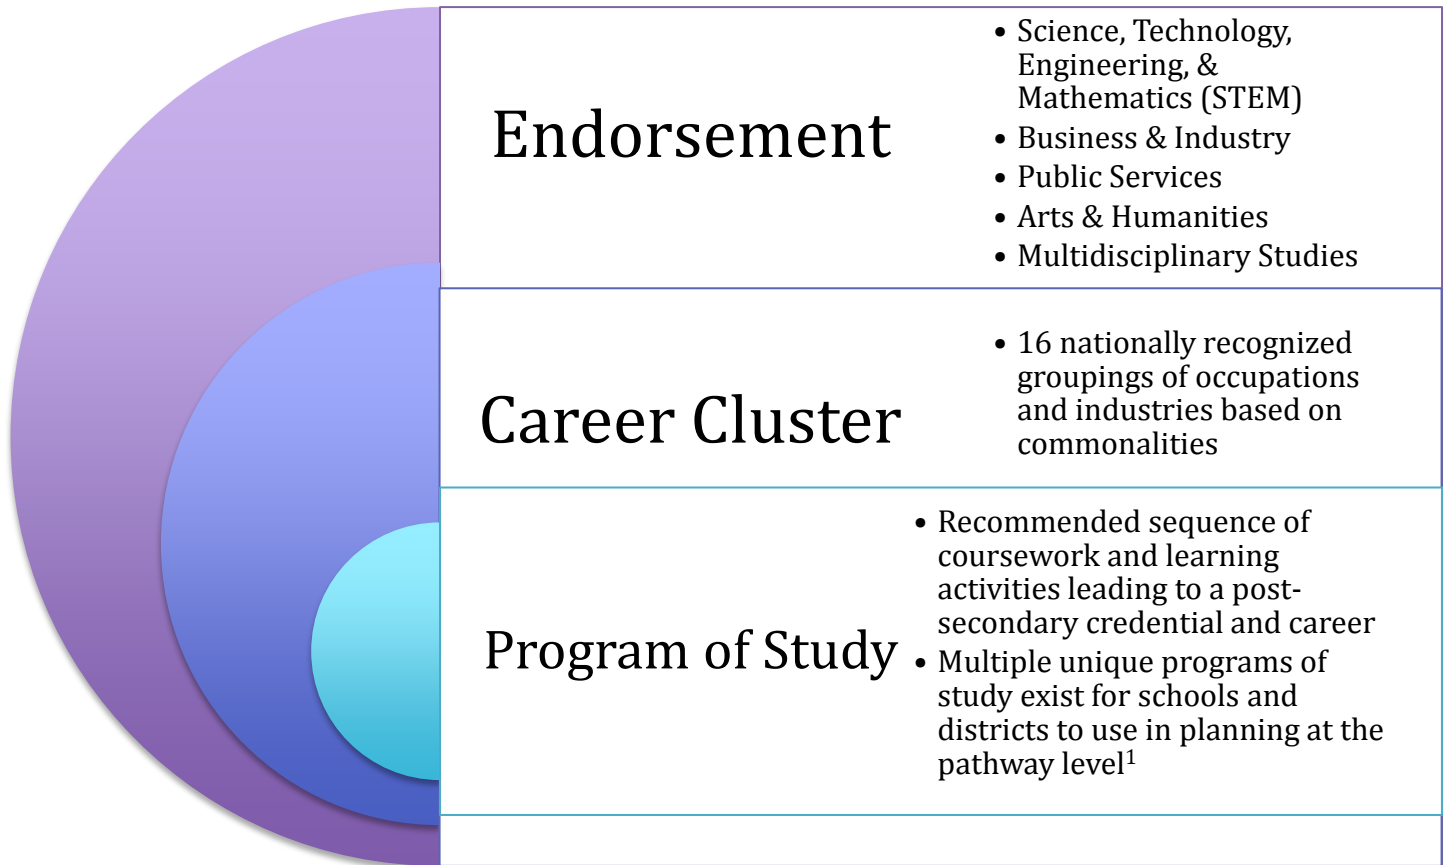 Endorsement
• Science, Technology,
Engineering, &
Mathematics (STEM)
• Business & Industry
• Public Services
• Arts & Humanities
• Multidisciplinary Studies
Career Cluster
• 16 nationally recognized
groupings of occupations
and industries based on
commonalities
Program of Study
• Recommended sequence of
coursework and learning
activities leading to a post-
secondary credential and career
• Multiple unique programs of
study exist for schools and
districts to use in planning at the
pathway level¹